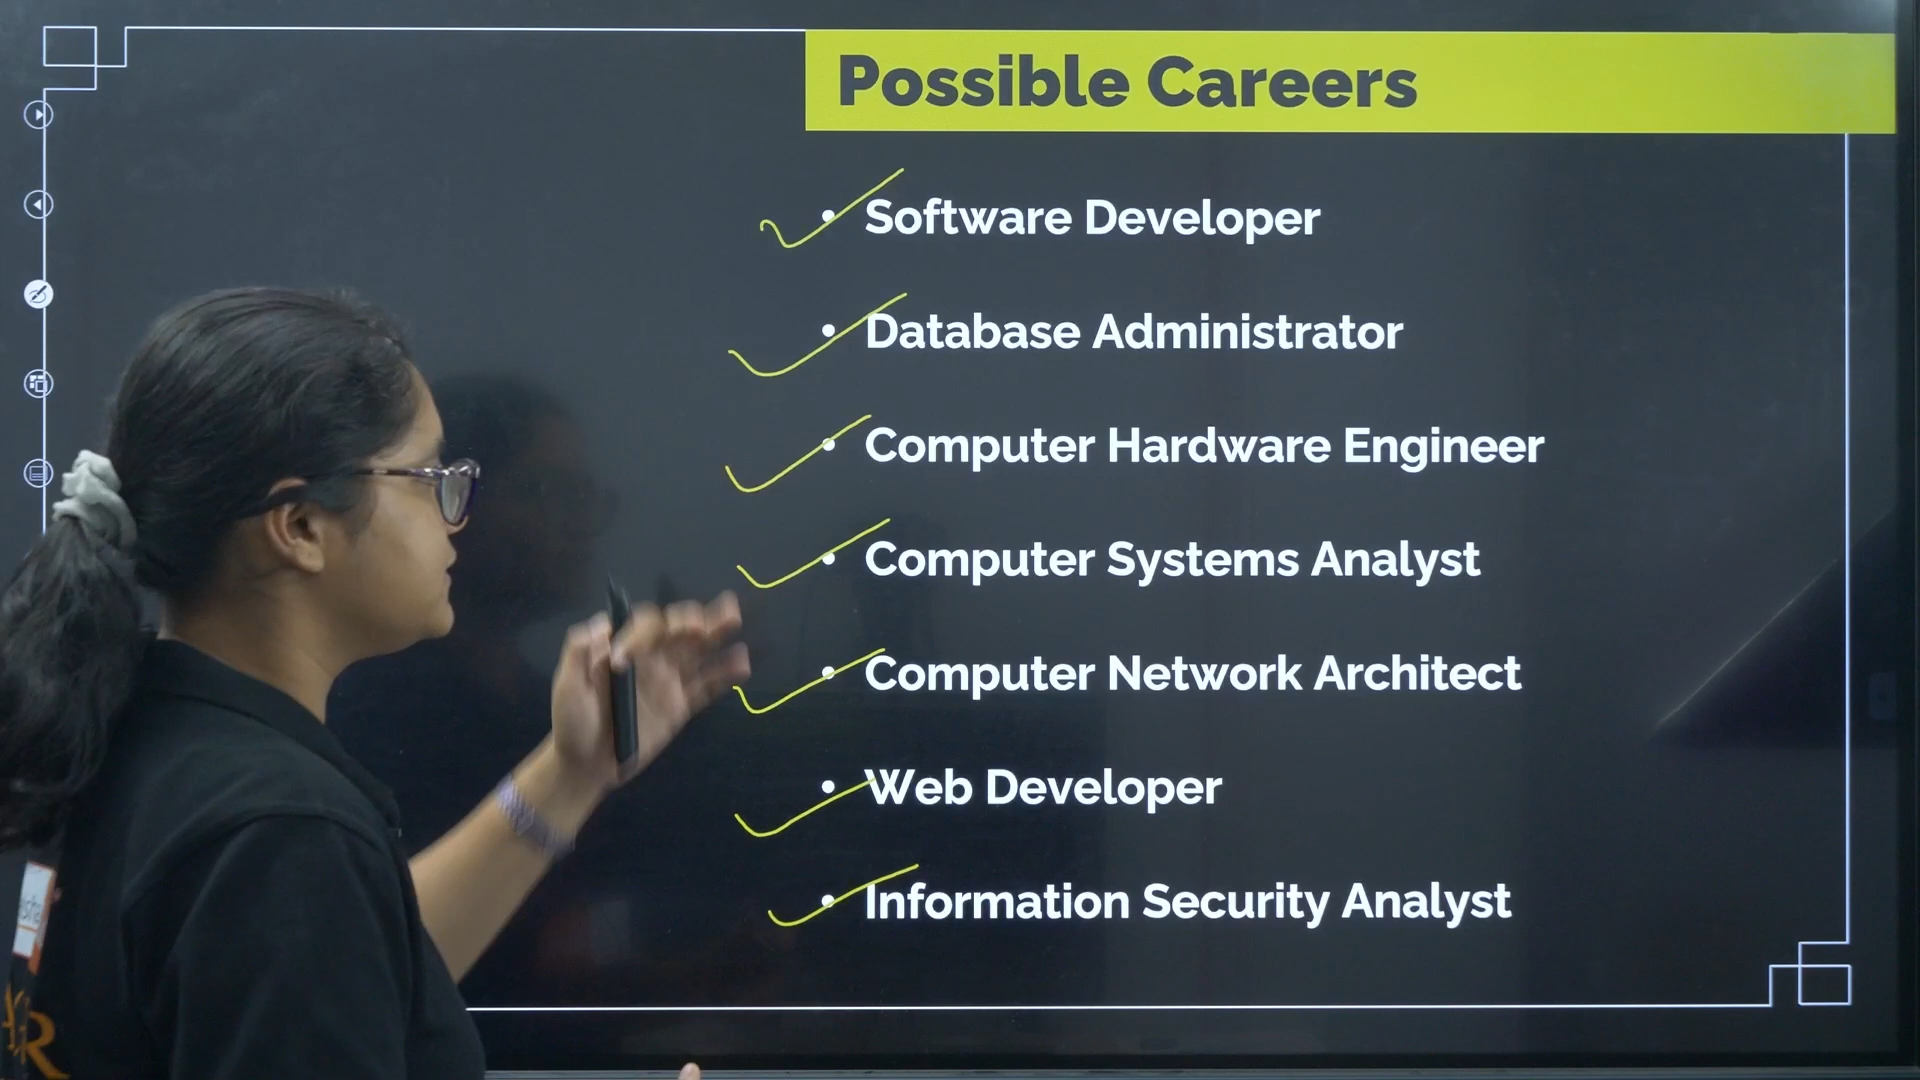 Possible Careers
• Software Developer
• Database Administrator
• Computer Hardware Engineer
• Computer Systems Analyst
• Computer Network Architect
• Web Developer
• Information Security Analyst